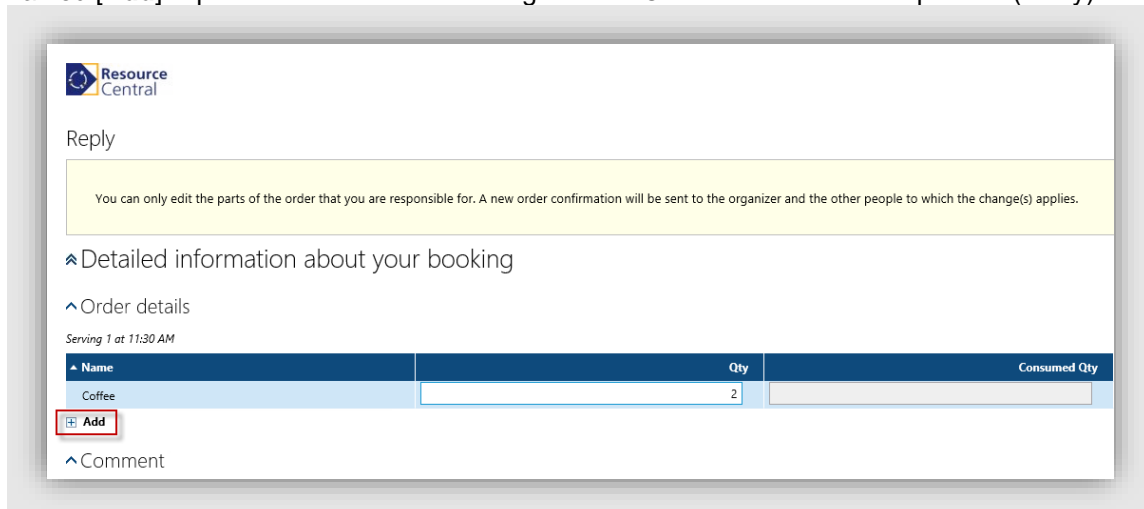 Resource
Central
Reply
You can only edit the parts of the order that you are responsible for. A new order confirmation will be sent to the organizer and the other people to which the change(s) applies.
Detailed information about your booking
Order details
Serving 1 at 11:30 AM
Name Qty Consumed Qty
Coffee 2
Add
Comment